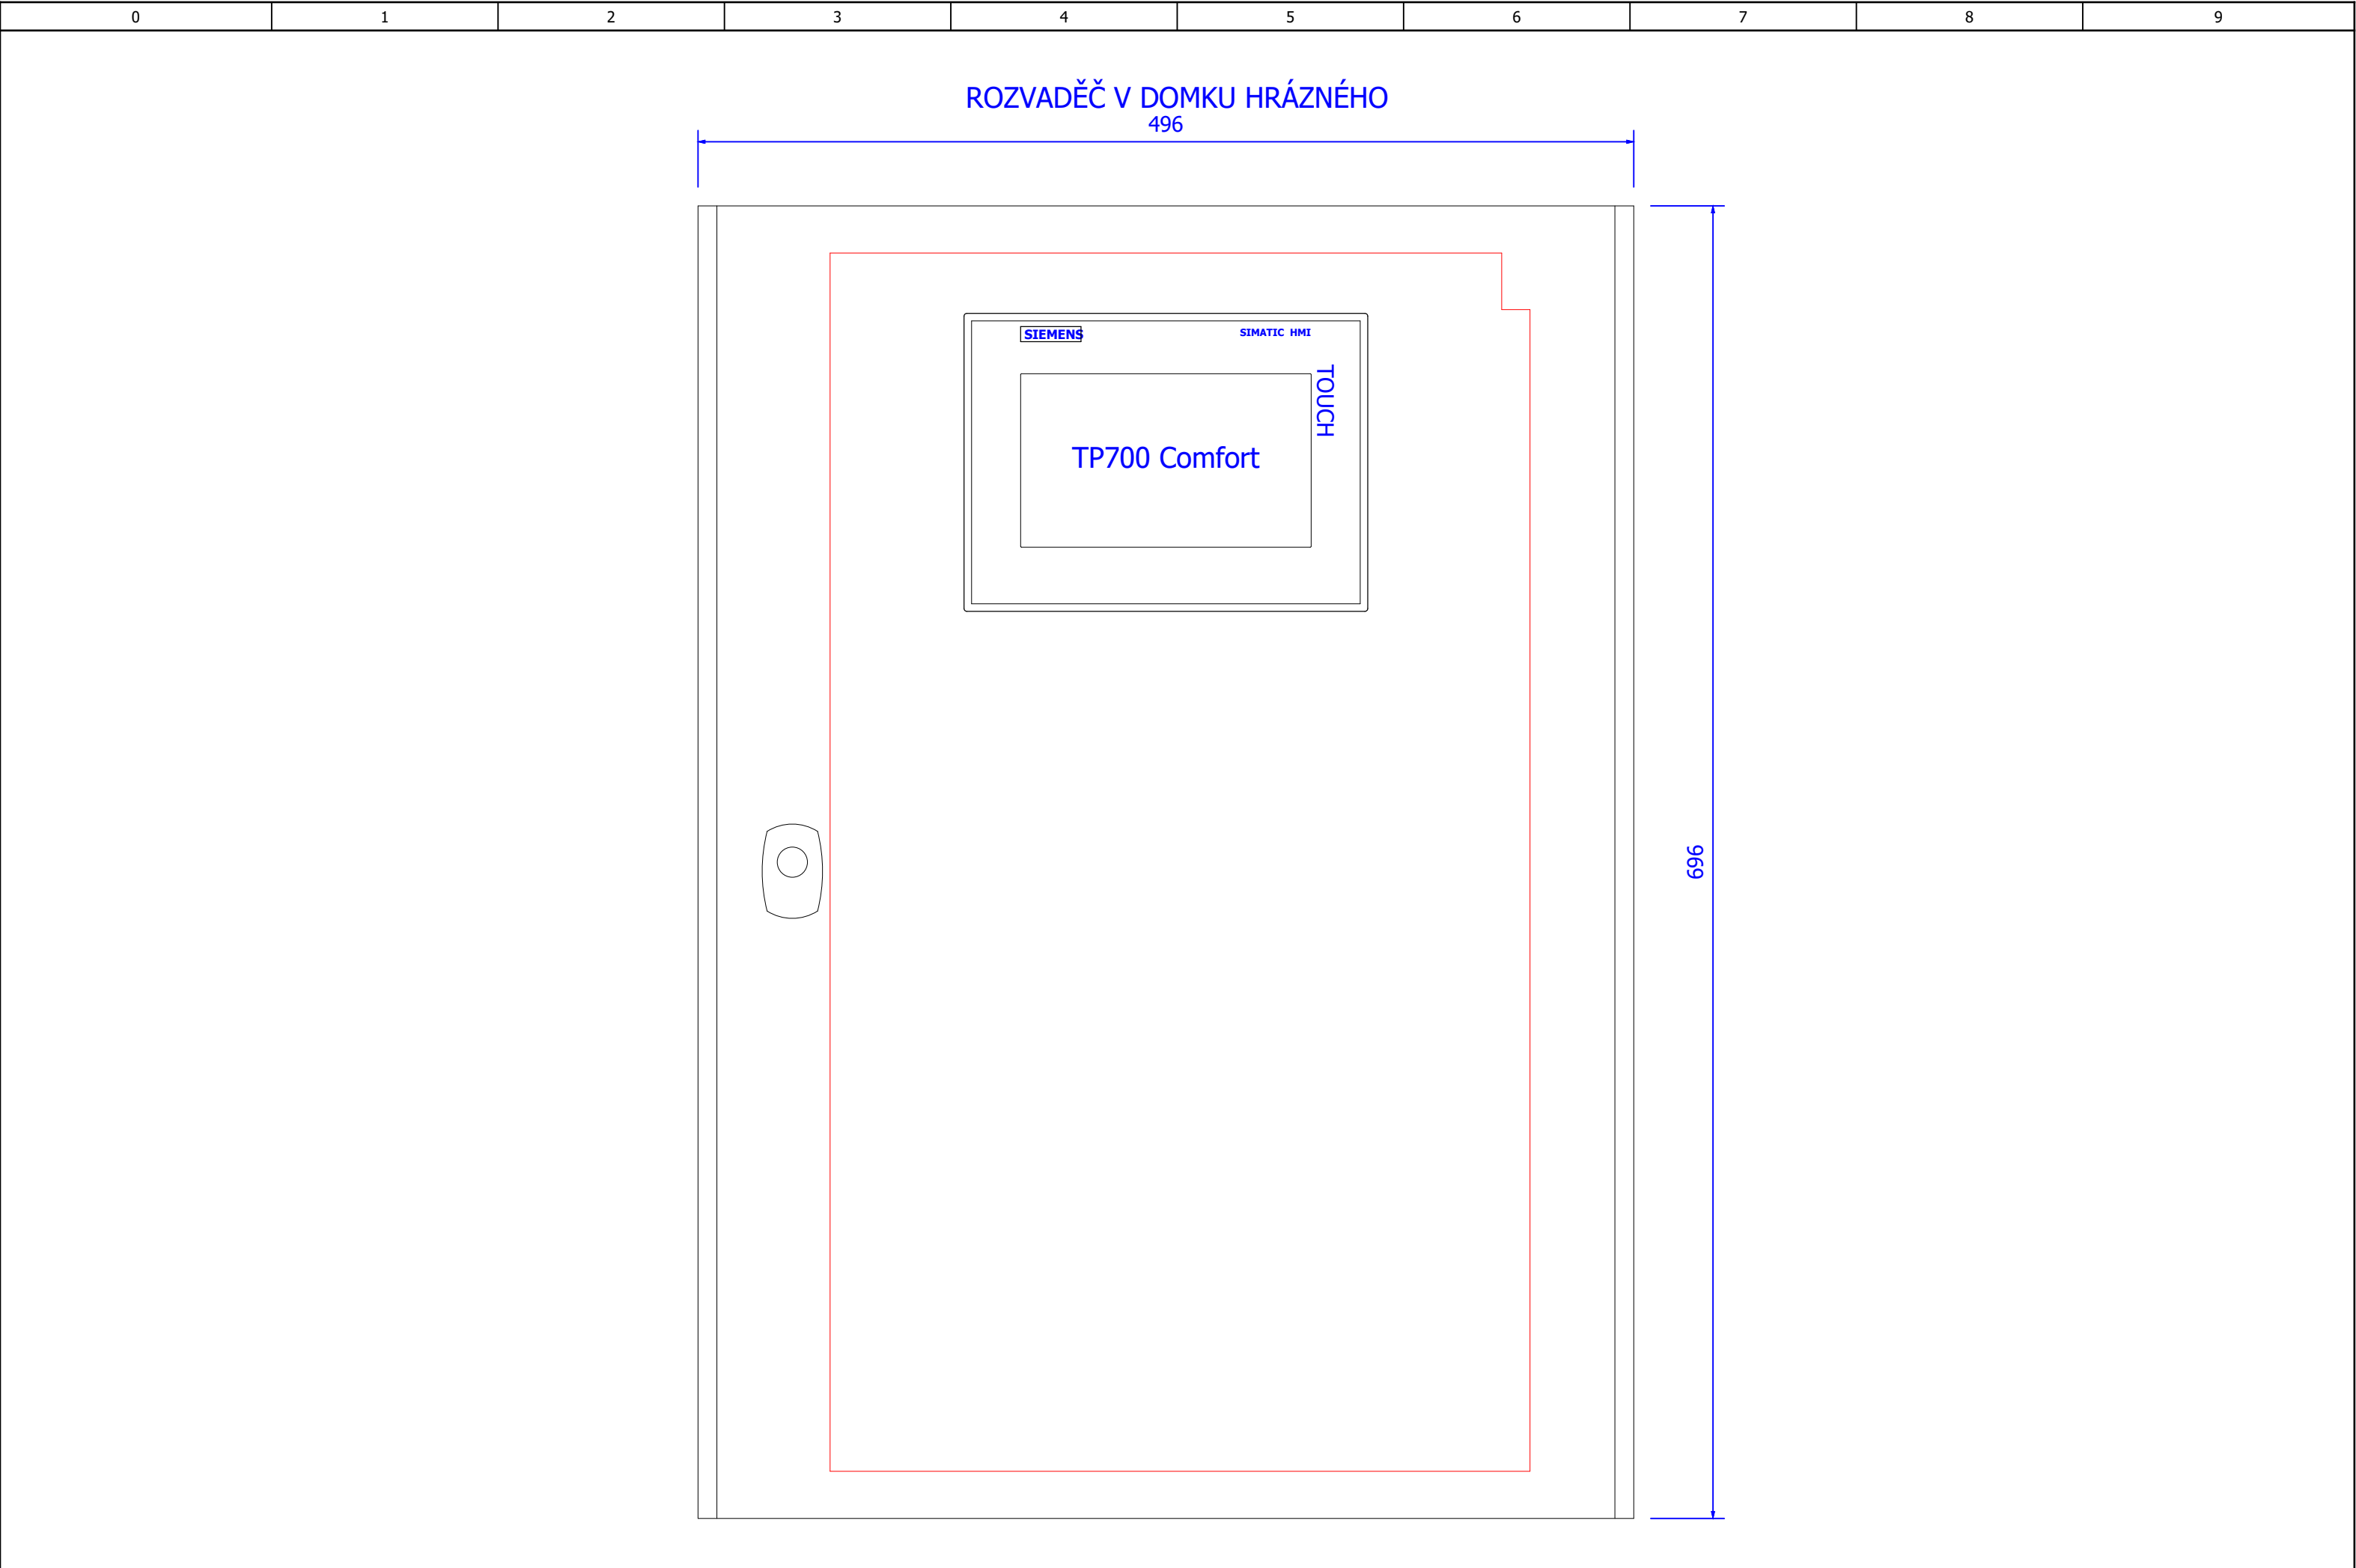 0 1 2 3 4 5 6 7 8 9
ROZVADĚČ V DOMKU HRÁZNÉHO
496
SIEMENS
SIMATIC HMI
TOUCH
TP700 Comfort
696